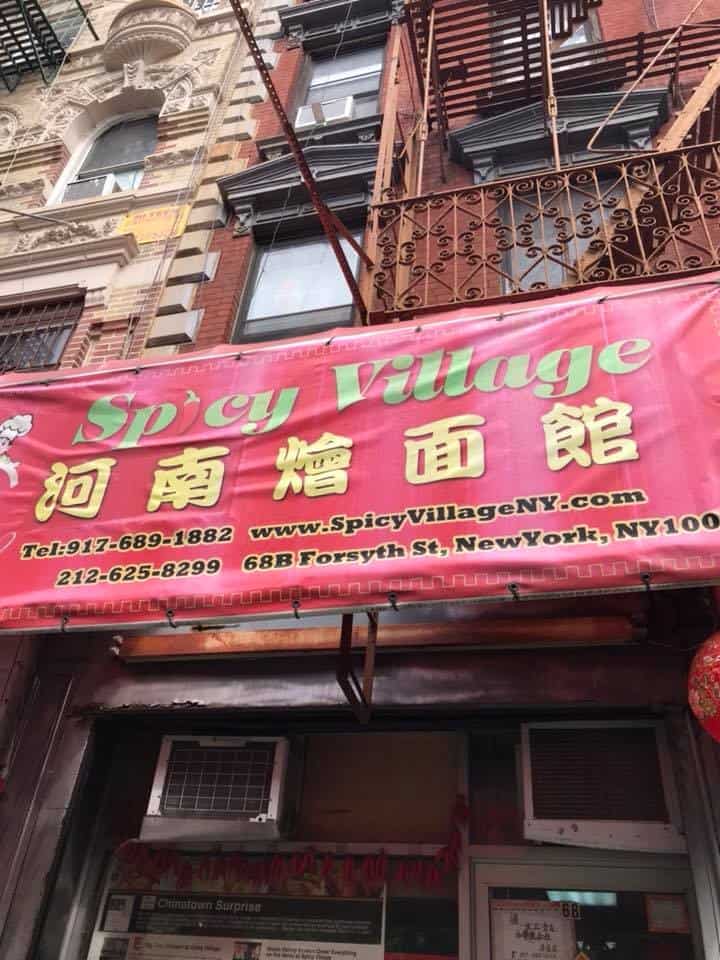 Spicy Village
河南燴面館
Tel:917-689-1882
212-625-8299
www.SpicyVillageNY.com
68B Forsyth St, NewYork, NY100
Chinatown Surprise
68